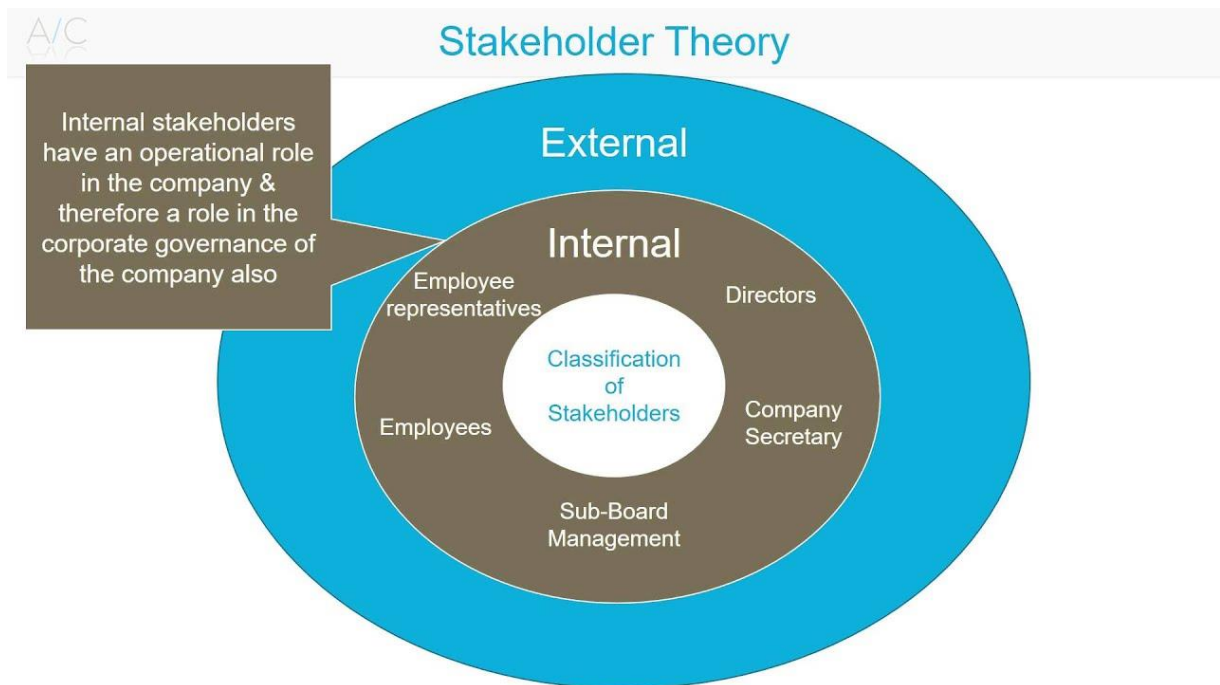 A/C
Stakeholder Theory
Internal stakeholders
have an operational role
in the company &
therefore a role in the
corporate governance of
the company also
External
Internal
Employee
representatives
Directors
Classification
of
Stakeholders
Employees
Company
Secretary
Sub-Board
Management